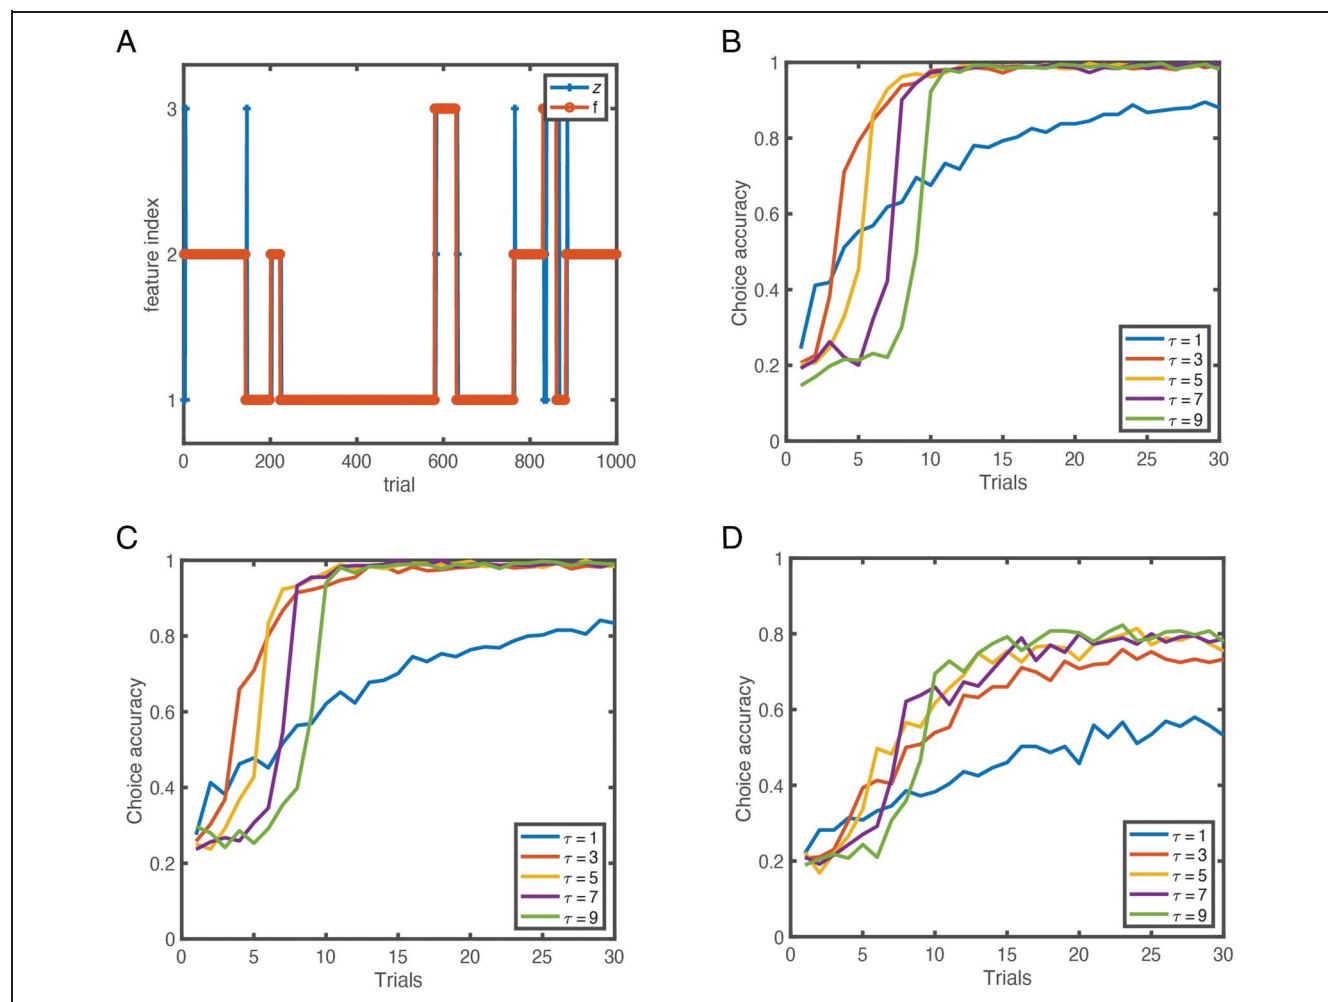 A
feature index
3
2
1
z
f
0
200
400
600
800
1000
trial
B
Choice accuracy
1
0.8
0.6
0.4
0.2
0
τ = 1
τ = 3
τ = 5
τ = 7
τ = 9
0
5
10
15
20
25
30
Trials
C
Choice accuracy
1
0.8
0.6
0.4
0.2
0
τ = 1
τ = 3
τ = 5
τ = 7
τ = 9
0
5
10
15
20
25
30
Trials
D
Choice accuracy
1
0.8
0.6
0.4
0.2
0
τ = 1
τ = 3
τ = 5
τ = 7
τ = 9
0
5
10
15
20
25
30
Trials